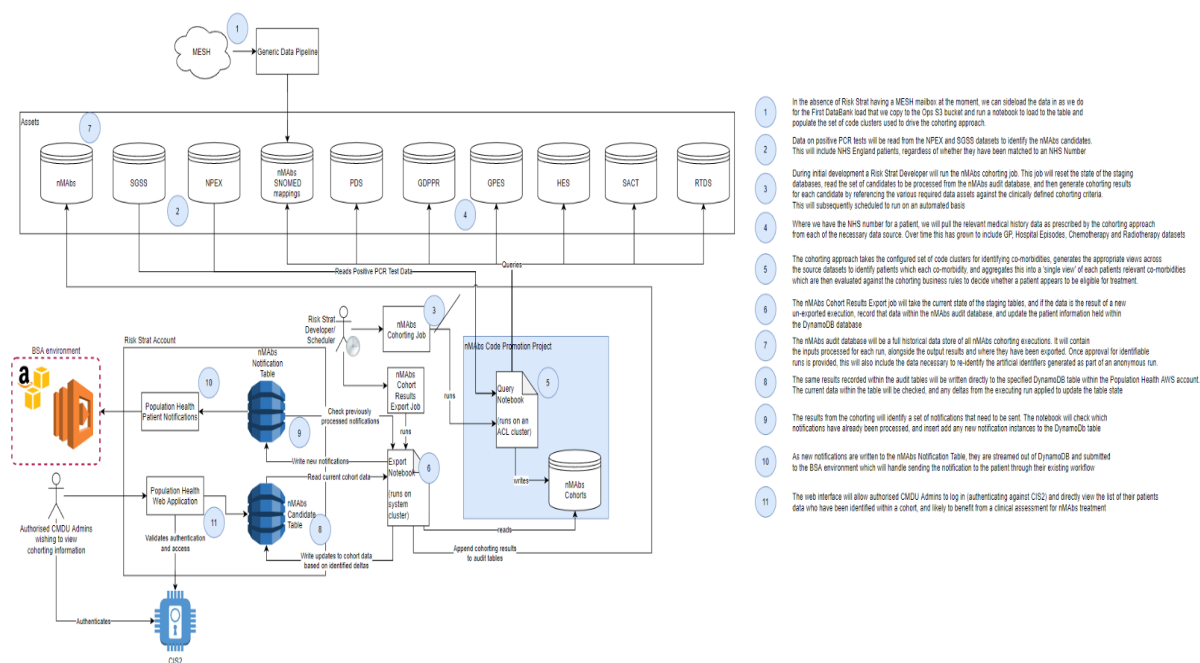 1
MESH
Generic Data Pipeline
Assets
7
nMAbs
SGSS
NPEX
nMAbs
SNOMED
mappings
PDS
GDPPR
GPES
HES
SACT
RTDS
2
4
Queries
Reads Positive PCR Test Data
Risk Strat
Developer/
Scheduler
nMAbs
Cohorting Job
3
nMAbs Code Promotion Project
BSA environment
Risk Strat Account
nMAbs
Notification
Table
10
Population Health
Patient Notifications
nMAbs
Cohort
Results
Export Job
runs
runs
Query
Notebook
(runs on
an
ACL cluster)
5
Check previously
processed notifications
9
Write new notifications
Read current cohort data
Export
Notebook
(runs on
system
cluster)
6
writes
nMAbs
Cohorts
Population Health
Web Application
nMAbs
Candidate
Table
11
8
Authorised CMDU Admins
wishing to view
cohorting information
Validates authentication
and access
reads
Write updates to cohort data
based on identified deltas
Append cohorting results
to audit tables
Authenticates
CIS2
1
In the absence of Risk Strat having a MESH mailbox at the moment, we can sideload the data in as we do
for the First DataBank load that we copy to the Ops S3 bucket and run a notebook to load to the table and
populate the set of code clusters used to drive the cohorting approach.
2
Data on positive PCR tests will be read from the NPEX and SGSS datasets to identify the nMAbs candidates.
This will include NHS England patients, regardless of whether they have been matched to an NHS Number
3
During initial development a Risk Strat Developer will run the nMAbs cohorting job. This job will reset the state of the staging
databases, read the set of candidates to be processed from the nMAbs audit database, and then generate cohorting results
for each candidate by referencing the various required data assets against the clinically defined cohorting criteria.
This will subsequently scheduled to run on an automated basis
4
Where we have the NHS number for a patient, we will pull the relevant medical history data as prescribed by the cohorting approach
from each of the necessary data source. Over time this has grown to include GP, Hospital Episodes, Chemotherapy and Radiotherapy datasets
5
The cohorting approach takes the configured set of code clusters for identifying co-morbidities, generates the appropriate views across
the source datasets to identify patients which each co-morbidity, and aggregates this into a 'single view' of each patients relevant co-morbidities
which are then evaluated against the cohorting business rules to decide whether a patient appears to be eligible for treatment.
6
The nMAbs Cohort Results Export job will take the current state of the staging tables, and if the data is the result of a new
un-exported execution, record that data within the nMAbs audit database, and update the patient information held within
the DynamoDB database
7
The nMAbs audit database will be a full historical data store of all nMAbs cohorting executions. It will contain
the inputs processed for each run, alongside the output results and where they have been exported. Once approval for identifiable
runs is provided, this will also include the data necessary to re-identify the artificial identifiers generated as part of an anonymous run.
8
The same results recorded within the audit tables will be written directly to the specified DynamoDB table within the Population Health AWS account.
The current data within the table will be checked, and any deltas from the executing run applied to update the table state
9
The results from the cohorting will identify a set of notifications that need to be sent. The notebook will check which
notifications have already been processed, and insert add any new notification instances to the DynamoDb table
10
As new notifications are written to the nMAbs Notification Table, they are streamed out of DynamoDB and submitted
to the BSA environment which will handle sending the notification to the patient through their existing workflow
11
The web interface will allow authorised CMDU Admins to log in (authenticating against CIS2) and directly view the list of their patients
data who have been identified within a cohort, and likely to benefit from a clinical assessment for nMAbs treatment